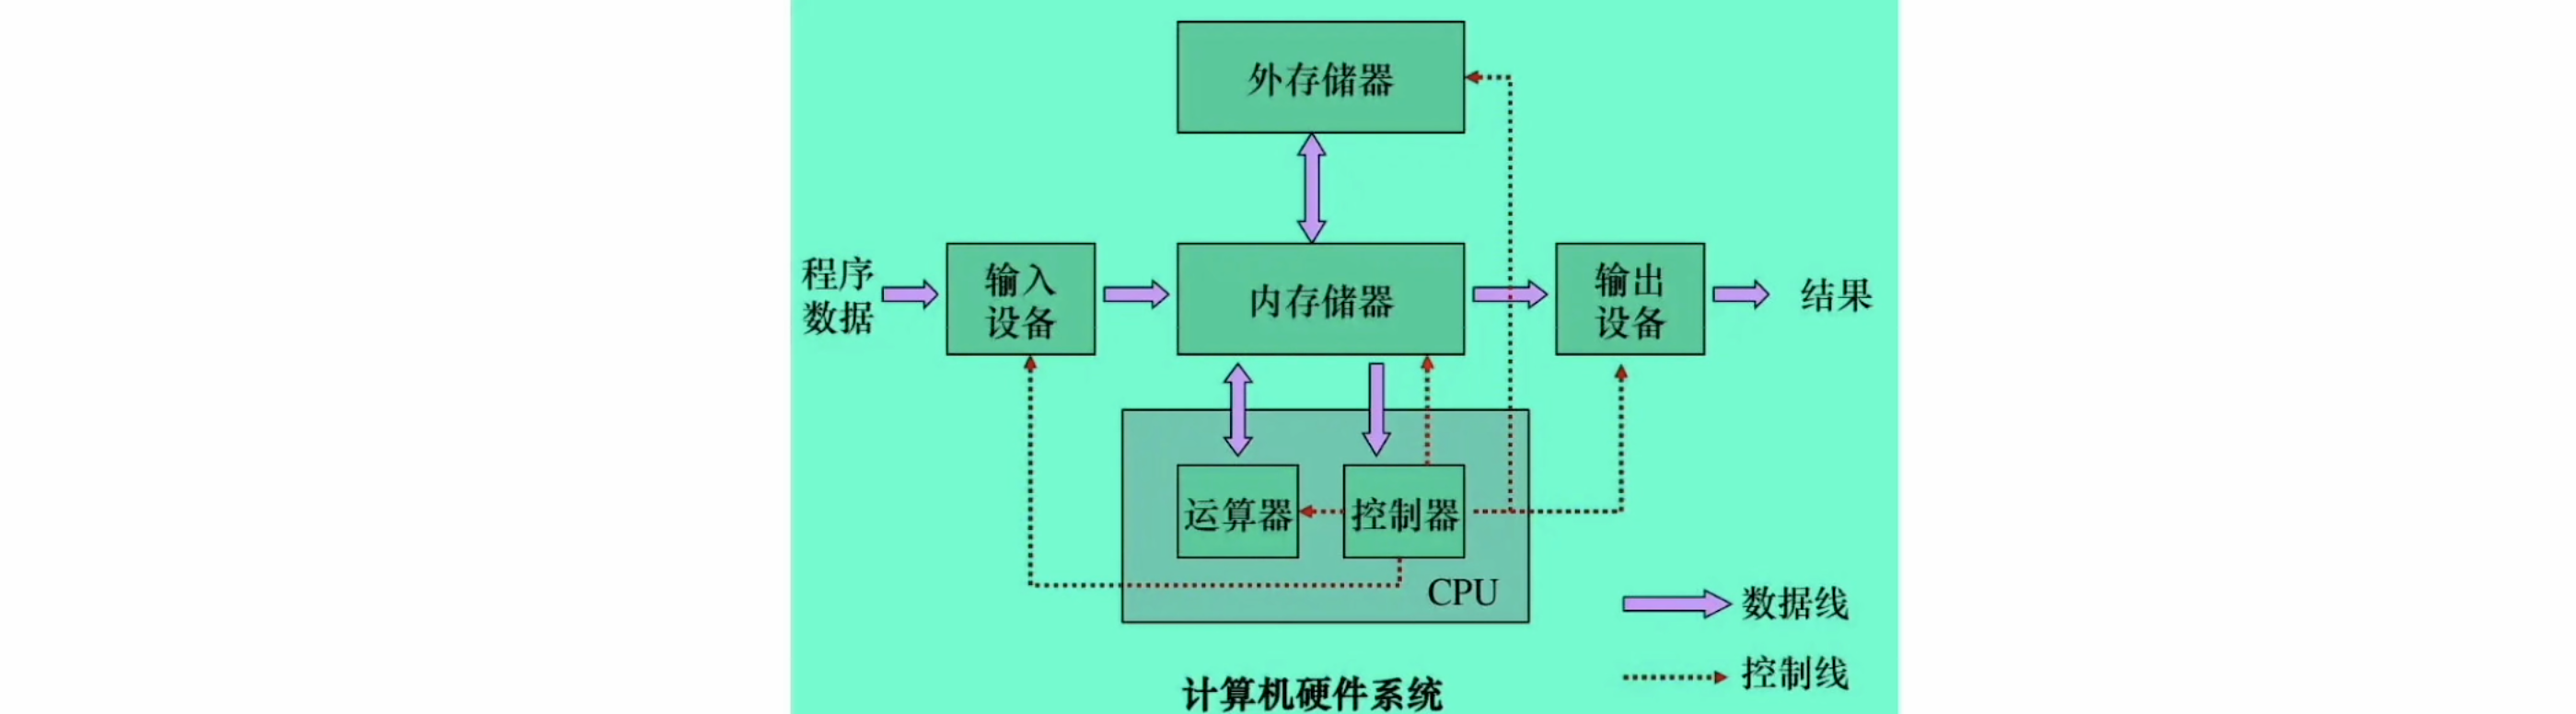 外存储器
程序
数据
输入
设备
内存储器
输出
设备
结果
运算器
控制器
CPU
数据线
控制线
计算机硬件系统